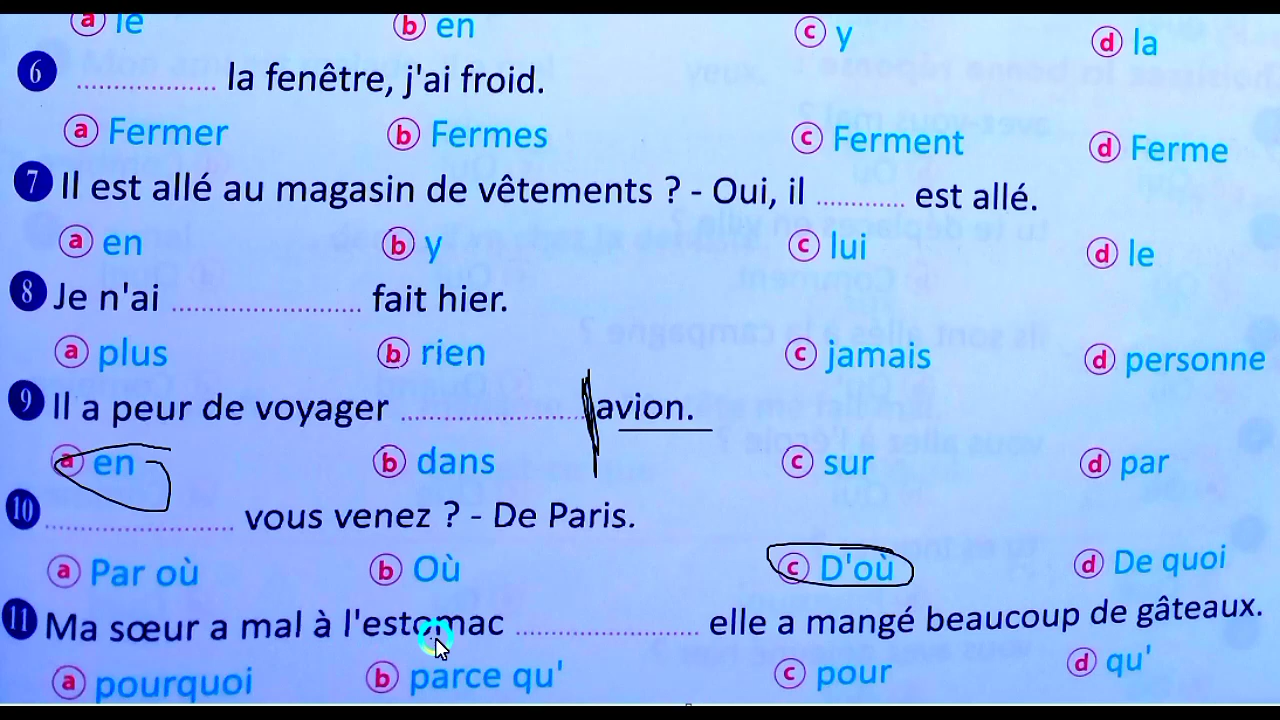 a le b en c y d la
6 ................... la fenêtre, j'ai froid.
a Fermer b Fermes c Ferment d Ferme
7 Il est allé au magasin de vêtements ? - Oui, il ............ est allé.
a en b y c lui d le
8 Je n'ai .......................... fait hier.
a plus b rien c jamais d personne
9 Il a peur de voyager .......................... avion.
a en b dans c sur d par
10 .......................... vous venez ? - De Paris.
a Par où b Où c D'où d De quoi
11 Ma sœur a mal à l'estomac .......................... elle a mangé beaucoup de gâteaux.
a pourquoi b parce qu' c pour d qu'